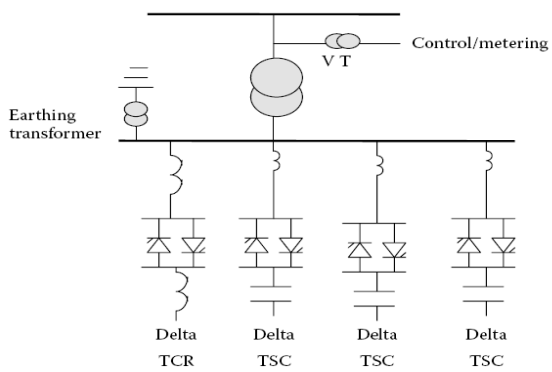 Control/metering
V T
Earthing
transformer
Delta Delta Delta Delta
TCR TSC TSC TSC